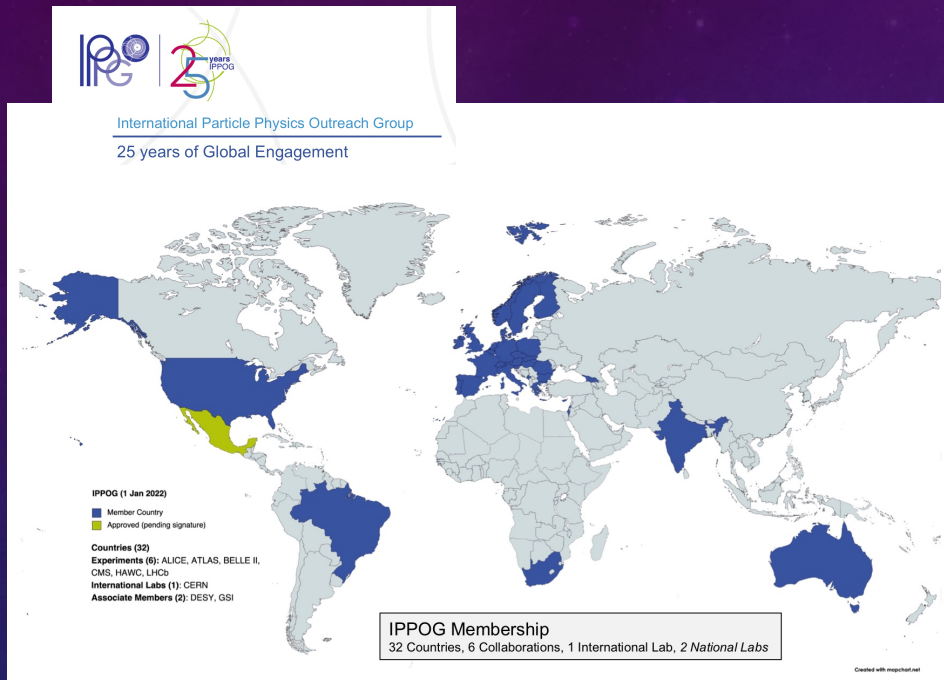 IPPOG
25 years
IPPOG
International Particle Physics Outreach Group
25 years of Global Engagement
IPPOG (1 Jan 2022)
Member Country
Approved (pending signature)
Countries (32)
Experiments (6): ALICE, ATLAS, BELLE II,
CMS, HAWC, LHCb
International Labs (1): CERN
Associate Members (2): DESY, GSI
IPPOG Membership
32 Countries, 6 Collaborations, 1 International Lab, 2 National Labs
Created with mapchart.net